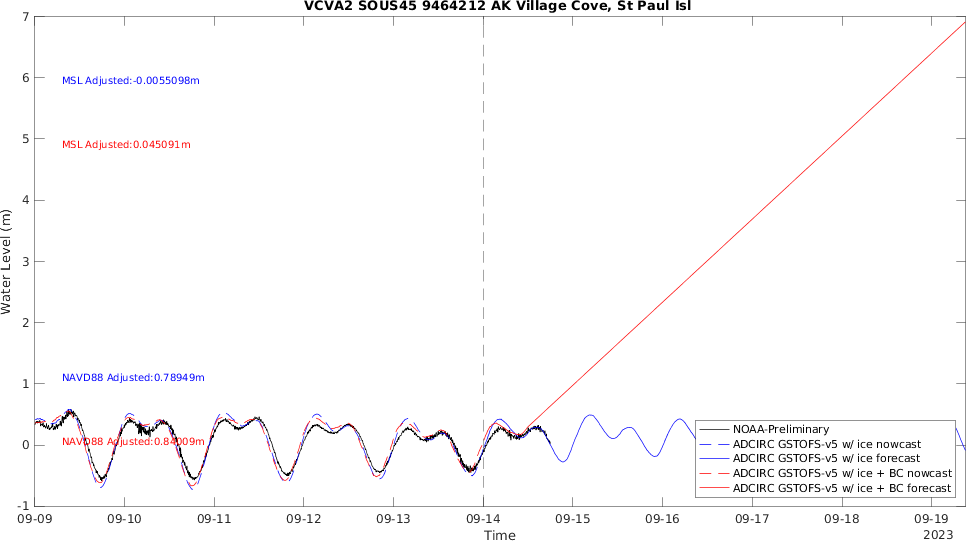 VCVA2 SOUS45 9464212 AK Village Cove, St Paul Isl
7
6
5
4
3
2
1
0
-1
Water Level (m)
MSL Adjusted:-0.0055098m
MSL Adjusted:0.045091m
NAVD88 Adjusted:0.78949m
NAVD88 Adjusted:0.84009m
NOAA-Preliminary
ADCIRC GSTOFS-v5 w/ ice nowcast
ADCIRC GSTOFS-v5 w/ ice forecast
ADCIRC GSTOFS-v5 w/ ice + BC nowcast
ADCIRC GSTOFS-v5 w/ ice + BC forecast
09-09 09-10 09-11 09-12 09-13 09-14 09-15 09-16 09-17 09-18 09-19
Time
2023